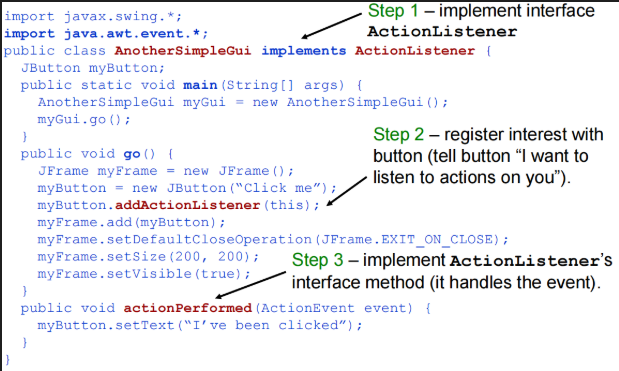 import javax.swing.*;
import java.awt.event.*;
public class AnotherSimpleGui implements ActionListener {
JButton myButton;
public static void main(String[] args) {
AnotherSimpleGui myGui = new AnotherSimpleGui();
myGui.go();
}
public void go() {
JFrame myFrame = new JFrame();
myButton = new JButton(“Click me”);
myButton.addActionListener(this);
myFrame.add(myButton);
myFrame.setDefaultCloseOperation(JFrame.EXIT_ON_CLOSE);
myFrame.setSize(200, 200);
myFrame.setVisible(true);
}
public void actionPerformed(ActionEvent event) {
myButton.setText(“I’ve been clicked”);
}
}
Step 1 – implement interface
ActionListener
Step 2 – register interest with
button (tell button “I want to
listen to actions on you”).
Step 3 – implement ActionListener’s
interface method (it handles the event).